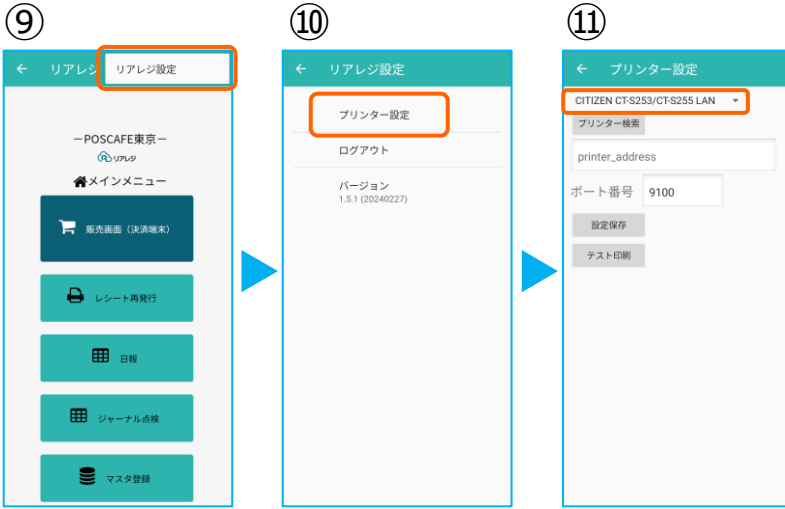 ⑨
リアレジ
リアレジ設定
ーPOSCAFE東京ー
リアレジ
メインメニュー
販売画面（決済端末）
レシート再発行
日報
ジャーナル点検
マスタ登録
⑩
リアレジ設定
プリンター設定
ログアウト
バージョン
1.5.1 (20240227)
⑪
プリンター設定
CITIZEN CT-S253/CT-S255 LAN
プリンター検索
printer_address
ポート番号 9100
設定保存
テスト印刷